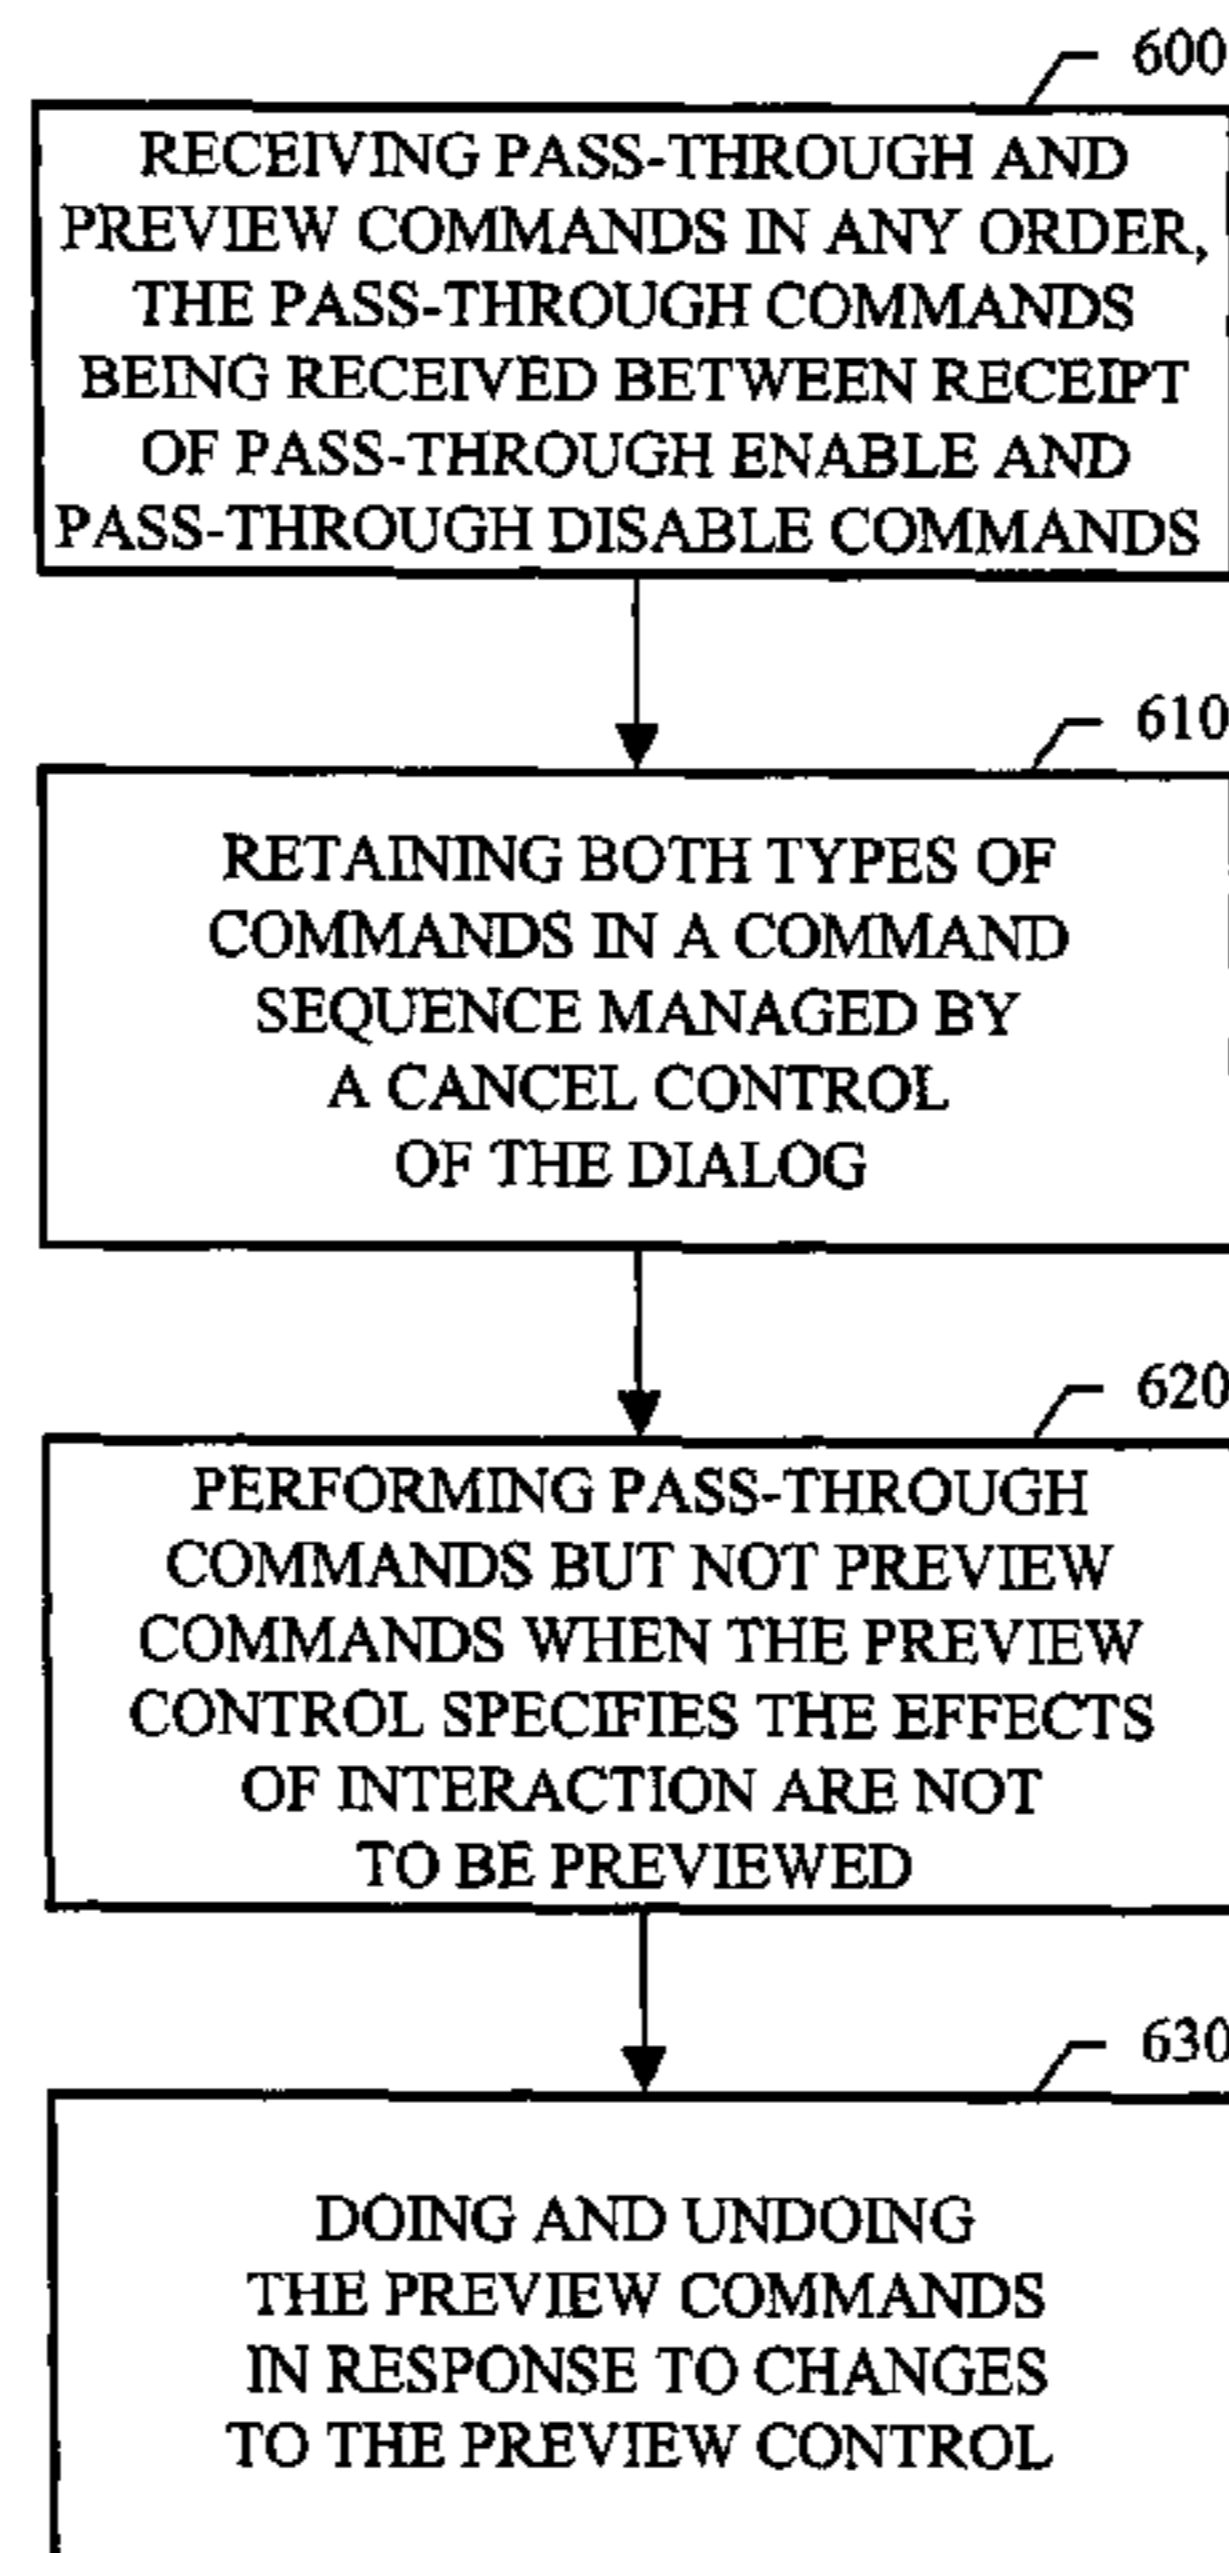 600
RECEIVING PASS-THROUGH AND
PREVIEW COMMANDS IN ANY ORDER,
THE PASS-THROUGH COMMANDS
BEING RECEIVED BETWEEN RECEIPT
OF PASS-THROUGH ENABLE AND
PASS-THROUGH DISABLE COMMANDS
610
RETAINING BOTH TYPES OF
COMMANDS IN A COMMAND
SEQUENCE MANAGED BY
A CANCEL CONTROL
OF THE DIALOG
620
PERFORMING PASS-THROUGH
COMMANDS BUT NOT PREVIEW
COMMANDS WHEN THE PREVIEW
CONTROL SPECIFIES THE EFFECTS
OF INTERACTION ARE NOT
TO BE PREVIEWED
630
DOING AND UNDOING
THE PREVIEW COMMANDS
IN RESPONSE TO CHANGES
TO THE PREVIEW CONTROL